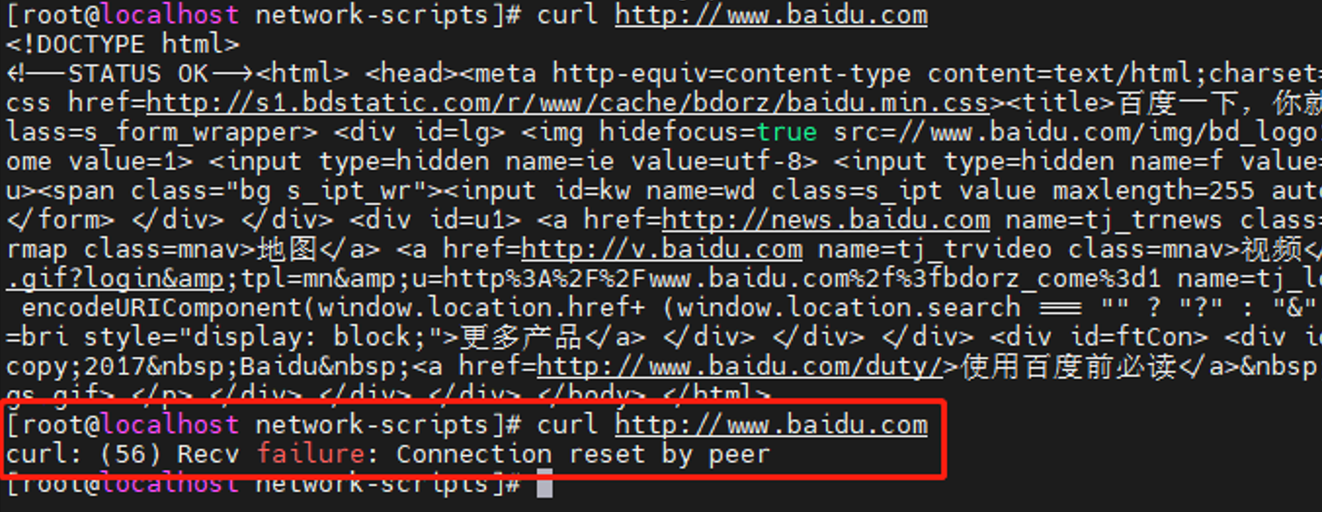 [root@localhost network-scripts]# curl http://www.baidu.com
<!DOCTYPE html>
<!--STATUS OK--><html> <head><meta http-equiv=content-type content=text/html;charset=
css href=http://s1.bdstatic.com/r/www/cache/bdorz/baidu.min.css><title>百度一下，你就
lass=s_form_wrapper> <div id=lg> <img hidefocus=true src=//www.baidu.com/img/bd_logo
ome value=1> <input type=hidden name=ie value=utf-8> <input type=hidden name=f value=
u><span class="bg s_ipt_wr"><input id=kw name=wd class=s_ipt value maxlength=255 auto
</form> </div> </div> <div id=u1> <a href=http://news.baidu.com name=tj_trnews class=
rmap class=mnav>地图</a> <a href=http://v.baidu.com name=tj_trvideo class=mnav>视频</
.gif?login&amp;tpl=mn&amp;u=http%3A%2F%2Fwww.baidu.com%2f%3fbdorz_come%3d1 name=tj_lo
encodeURIComponent(window.location.href+ (window.location.search === "" ? "?" : "&"
=bri style="display: block;">更多产品</a> </div> </div> </div> <div id=ftCon> <div i
copy;2017&nbsp;Baidu&nbsp;<a href=http://www.baidu.com/duty/>使用百度前必读</a>&nbsp
gs.gif> </p> </div> </div> </div> </body> </html>
[root@localhost network-scripts]# curl http://www.baidu.com
curl: (56) Recv failure: Connection reset by peer
[root@localhost network-scripts]#